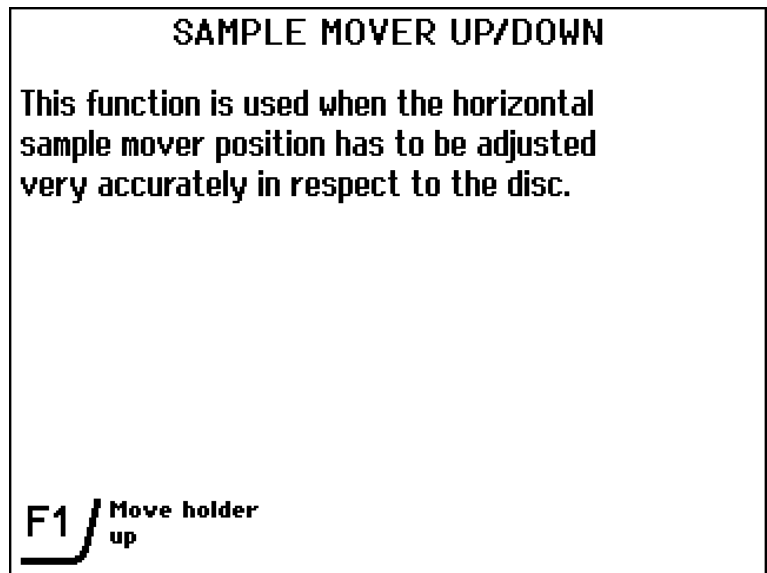 SAMPLE MOVER UP/DOWN
This function is used when the horizontal
sample mover position has to be adjusted
very accurately in respect to the disc.
F1 Move holder
up